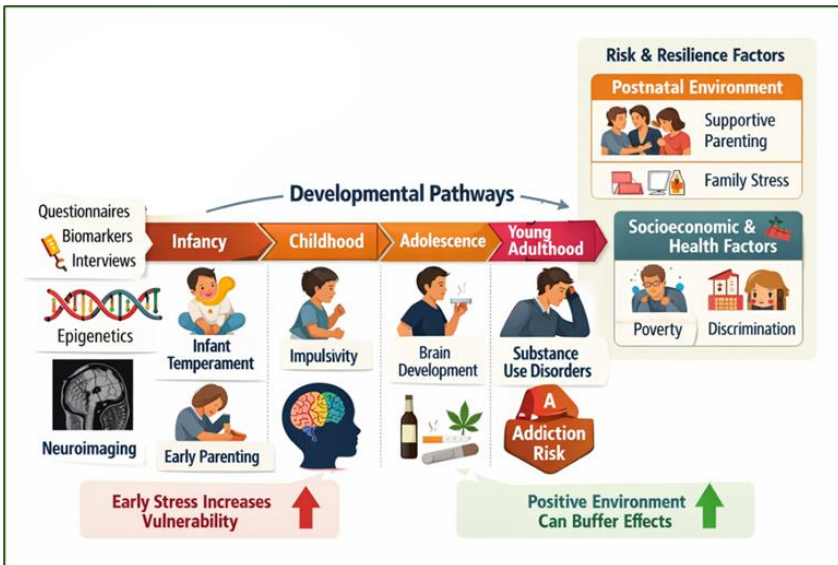 Risk & Resilience Factors
Postnatal Environment
Supportive
Parenting
Family Stress
Developmental Pathways
Questionnaires
Biomarkers
Interviews
Infancy
Childhood
Adolescence
Young
Adulthood
Socioeconomic &
Health Factors
Poverty
Discrimination
Epigenetics
Infant
Temperament
Impulsivity
Brain
Development
Substance
Use Disorders
Neuroimaging
Early Parenting
A
Addiction
Risk
Early Stress Increases
Vulnerability
Positive Environment
Can Buffer Effects